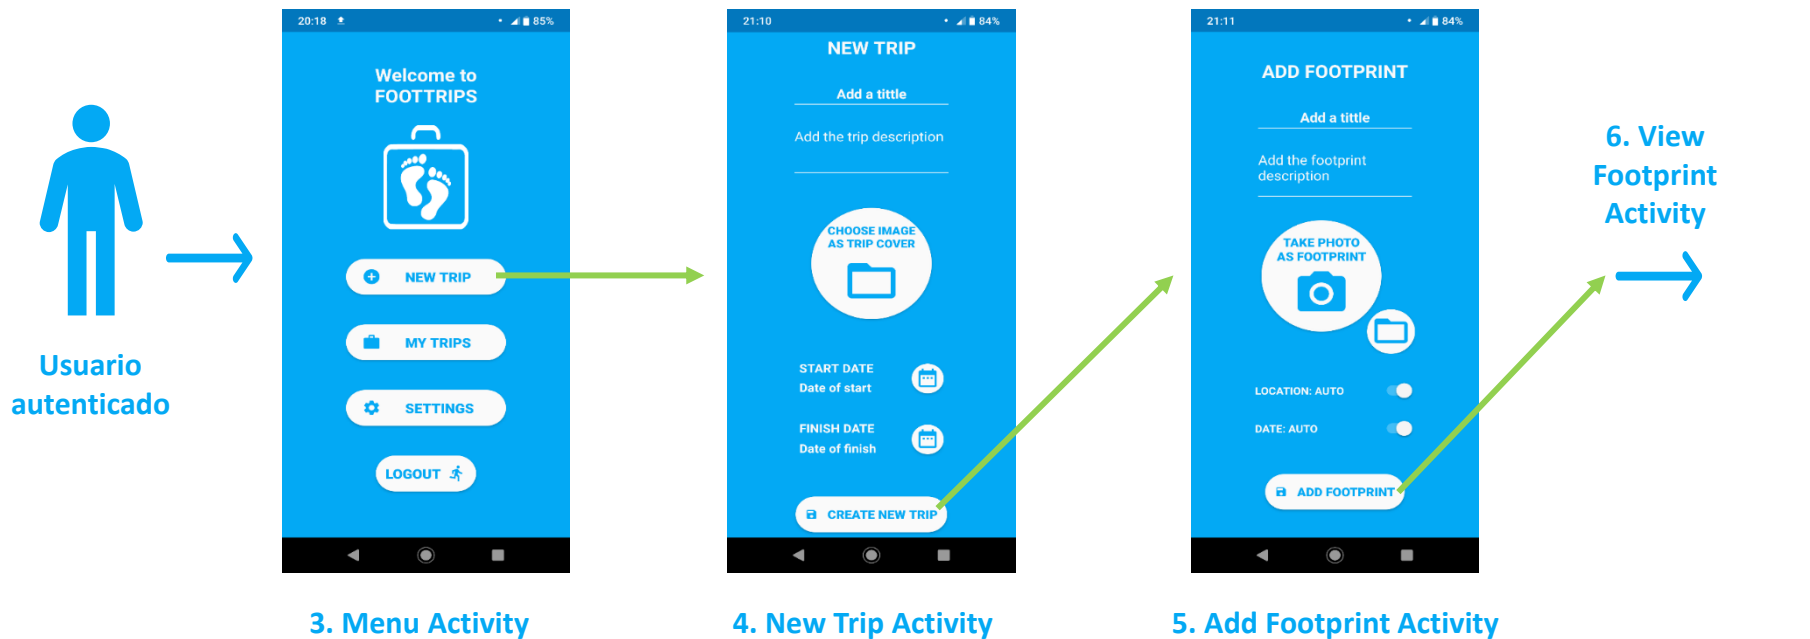 Usuario
autenticado
20:18
85%
Welcome to
FOOTTRIPS
NEW TRIP
MY TRIPS
SETTINGS
LOGOUT
3. Menu Activity
21:10
84%
NEW TRIP
Add a tittle
Add the trip description
CHOOSE IMAGE
AS TRIP COVER
START DATE
Date of start
FINISH DATE
Date of finish
CREATE NEW TRIP
4. New Trip Activity
21:11
84%
ADD FOOTPRINT
Add a tittle
Add the footprint
description
TAKE PHOTO
AS FOOTPRINT
LOCATION: AUTO
DATE: AUTO
ADD FOOTPRINT
5. Add Footprint Activity
6. View
Footprint
Activity